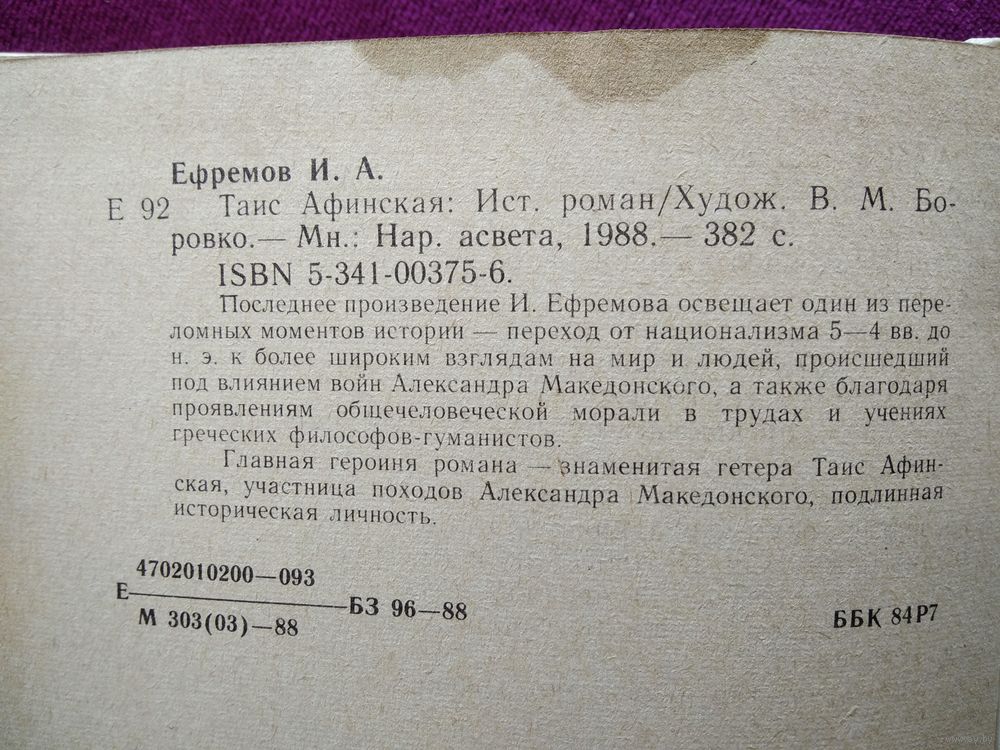 Ефремов И. А.
Е 92 Таис Афинская: Ист. роман/Худож. В. М. Бо-
ровко.— Мн.: Нар. асвета, 1988.— 382 с.
ISBN 5-341-00375-6.
Последнее произведение И. Ефремова освещает один из пере-
ломных моментов истории — переход от национализма 5—4 вв. до
н. э. к более широким взглядам на мир и людей, происшедший
под влиянием войн Александра Македонского, а также благодаря
проявлениям общечеловеческой морали в трудах и учениях
греческих философов-гуманистов.
Главная героиня романа — знаменитая гетера Таис Афин-
ская, участница походов Александра Македонского, подлинная
историческая личность.
4702010200—093
Е — БЗ 96—88
М 303(03)—88
ББК 84Р7